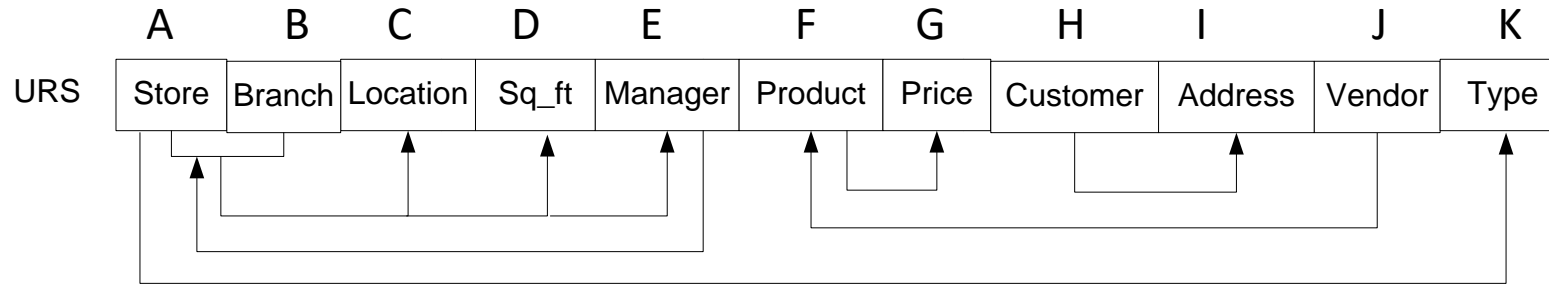 A B C D E F G H I J K
URS Store Branch Location Sq_ft Manager Product Price Customer Address Vendor Type